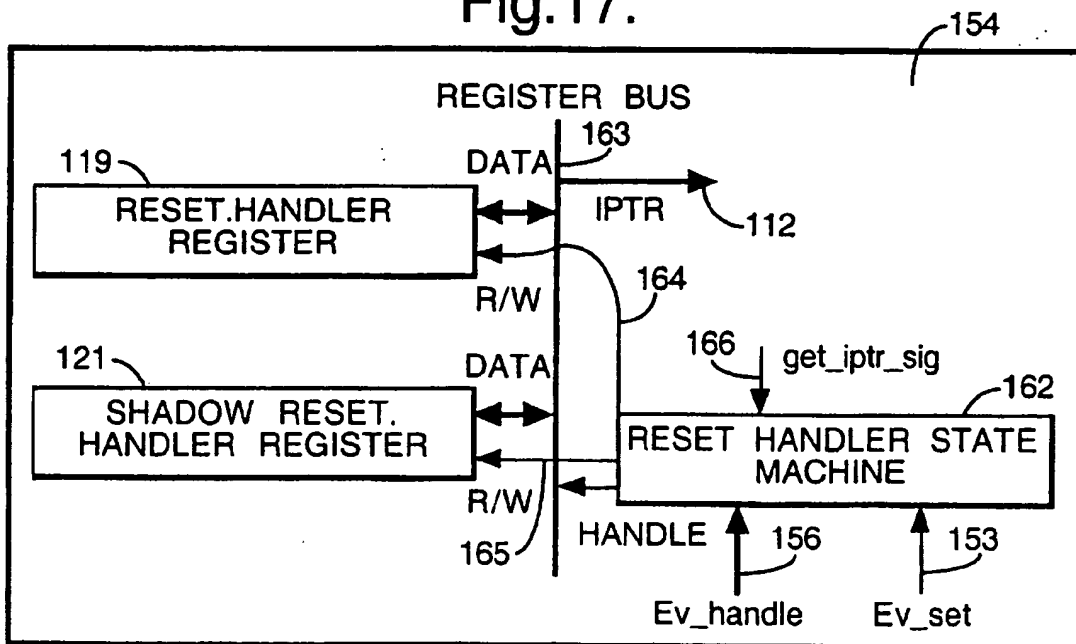 Fig.17.
154
REGISTER BUS
163
119
DATA
RESET.HANDLER
REGISTER
IPTR
112
R/W
164
121
DATA
166
get_iptr_sig
162
SHADOW RESET.
HANDLER REGISTER
RESET HANDLER STATE
MACHINE
R/W
165
HANDLE
156
153
Ev_handle
Ev_set